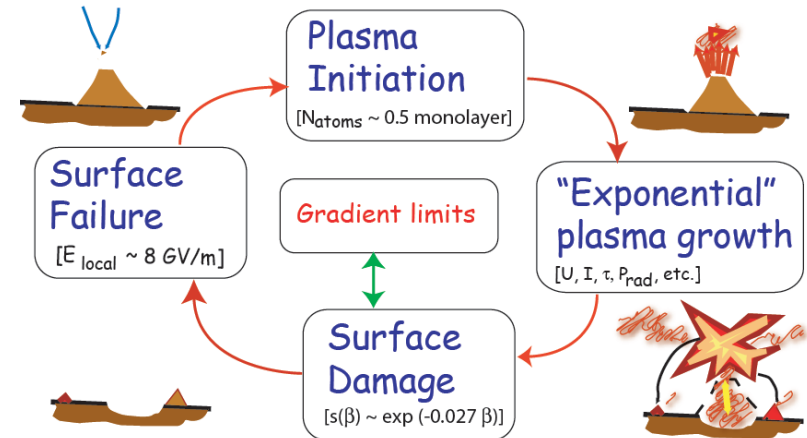 Plasma
Initiation
[Natoms ~ 0.5 monolayer]
Surface
Failure
[E local ~ 8 GV/m]
Gradient limits
“Exponential”
plasma growth
[U, I, τ, Prad, etc.]
Surface
Damage
[s(β) ~ exp (-0.027 β)]